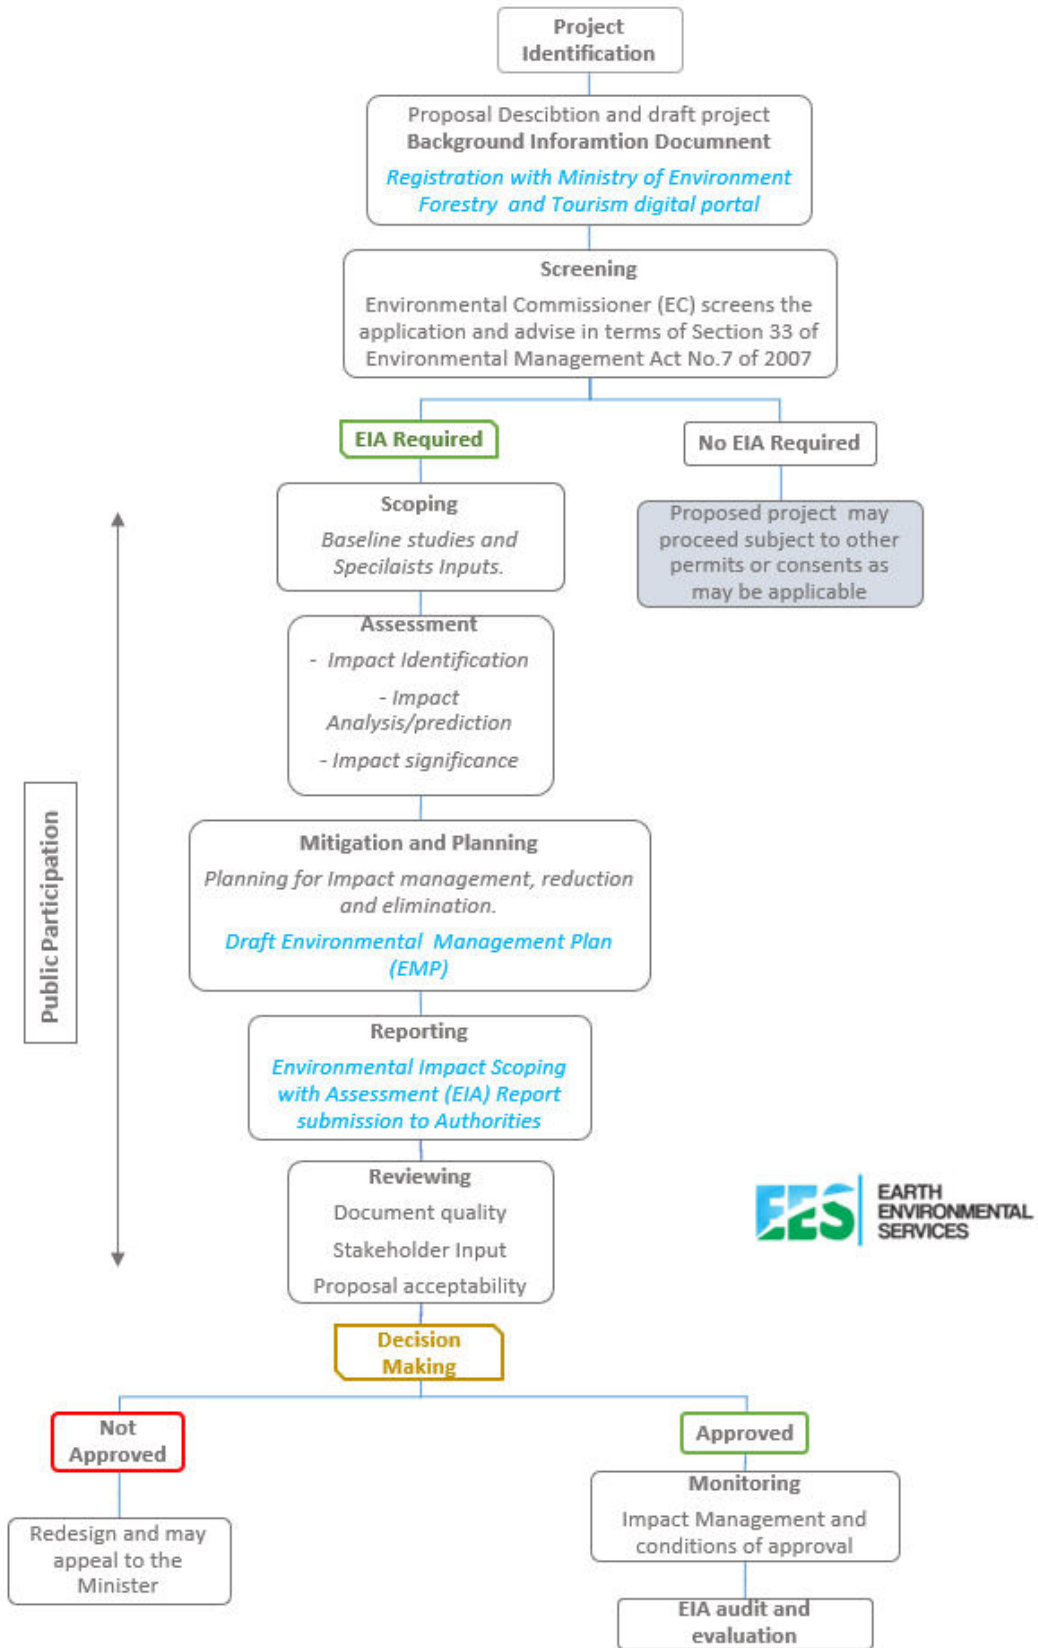 Project
Identification
Proposal Descibtion and draft project
Background Inforamtion Documnent
Registration with Ministry of Environment
Forestry and Tourism digital portal
Screening
Environmental Commissioner (EC) screens the
application and advise in terms of Section 33 of
Environmental Management Act No.7 of 2007
EIA Required
No EIA Required
Scoping
Baseline studies and
Specilaists Inputs.
Proposed project may
proceed subject to other
permits or consents as
may be applicable
Assessment
- Impact Identification
- Impact
Analysis/prediction
- Impact significance
Public Participation
Mitigation and Planning
Planning for Impact management, reduction
and elimination.
Draft Environmental Management Plan
(EMP)
Reporting
Environmental Impact Scoping
with Assessment (EIA) Report
submission to Authorities
Reviewing
Document quality
Stakeholder Input
Proposal acceptability
EES
EARTH
ENVIRONMENTAL
SERVICES
Decision
Making
Not
Approved
Redesign and may
appeal to the
Minister
Approved
Monitoring
Impact Management and
conditions of approval
EIA audit and
evaluation